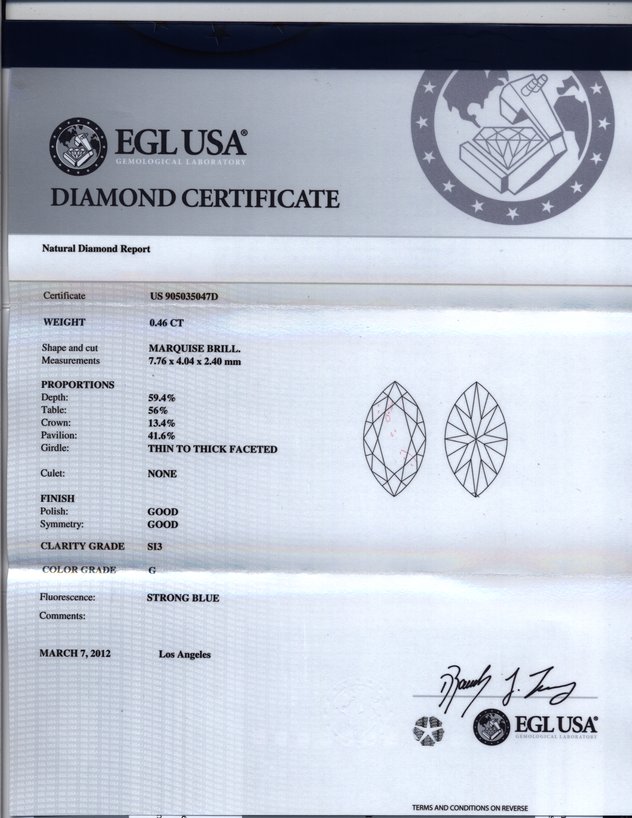 EGL USA®
GEMOLOGICAL LABORATORY
DIAMOND CERTIFICATE
Natural Diamond Report
Certificate US 905035047D
WEIGHT 0.46 CT
Shape and cut MARQUISE BRILL.
Measurements 7.76 x 4.04 x 2.40 mm
PROPORTIONS
Depth: 59.4%
Table: 56%
Crown: 13.4%
Pavilion: 41.6%
Girdle: THIN TO THICK FACETED
Culet: NONE
FINISH
Polish: GOOD
Symmetry: GOOD
CLARITY GRADE SI3
COLOR GRADE G
Fluorescence: STRONG BLUE
Comments:
MARCH 7, 2012 Los Angeles
EGL USA®
GEMOLOGICAL LABORATORY
TERMS AND CONDITIONS ON REVERSE